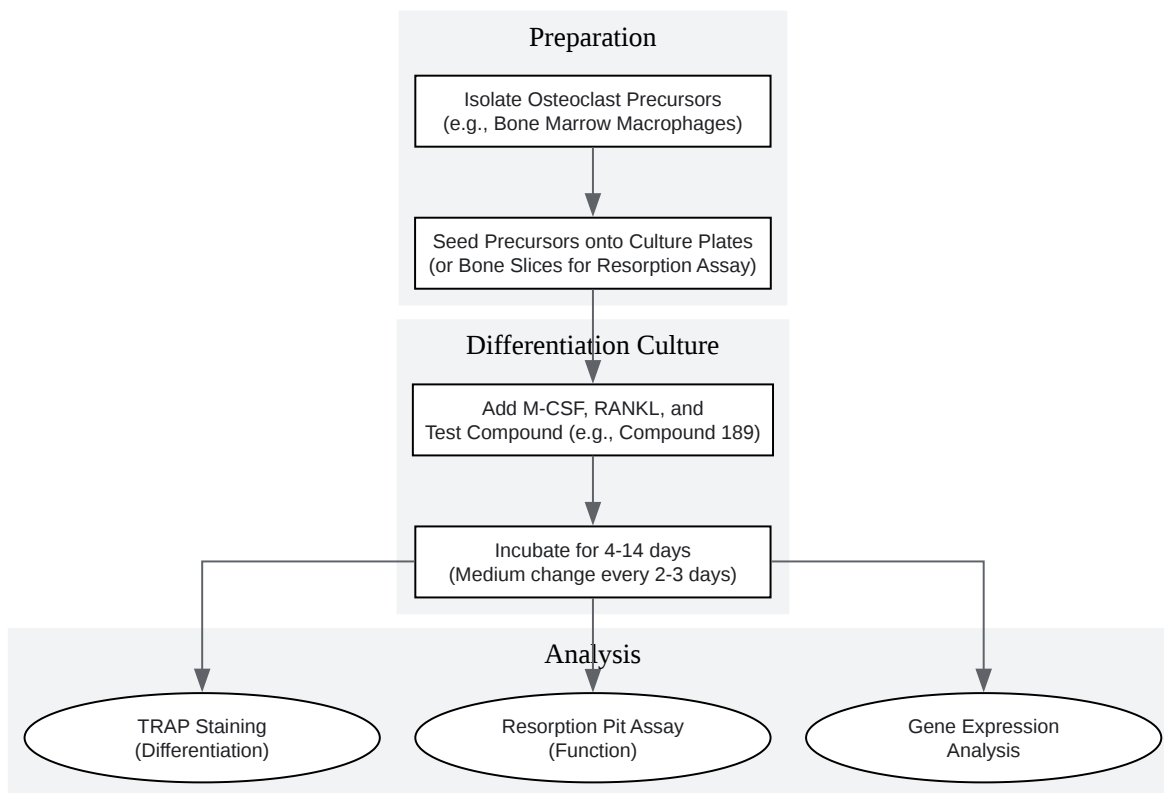 Preparation
Isolate Osteoclast Precursors
(e.g., Bone Marrow Macrophages)
Seed Precursors onto Culture Plates
(or Bone Slices for Resorption Assay)
Differentiation Culture
Add M-CSF, RANKL, and
Test Compound (e.g., Compound 189)
Incubate for 4-14 days
(Medium change every 2-3 days)
Analysis
TRAP Staining
(Differentiation)
Resorption Pit Assay
(Function)
Gene Expression
Analysis